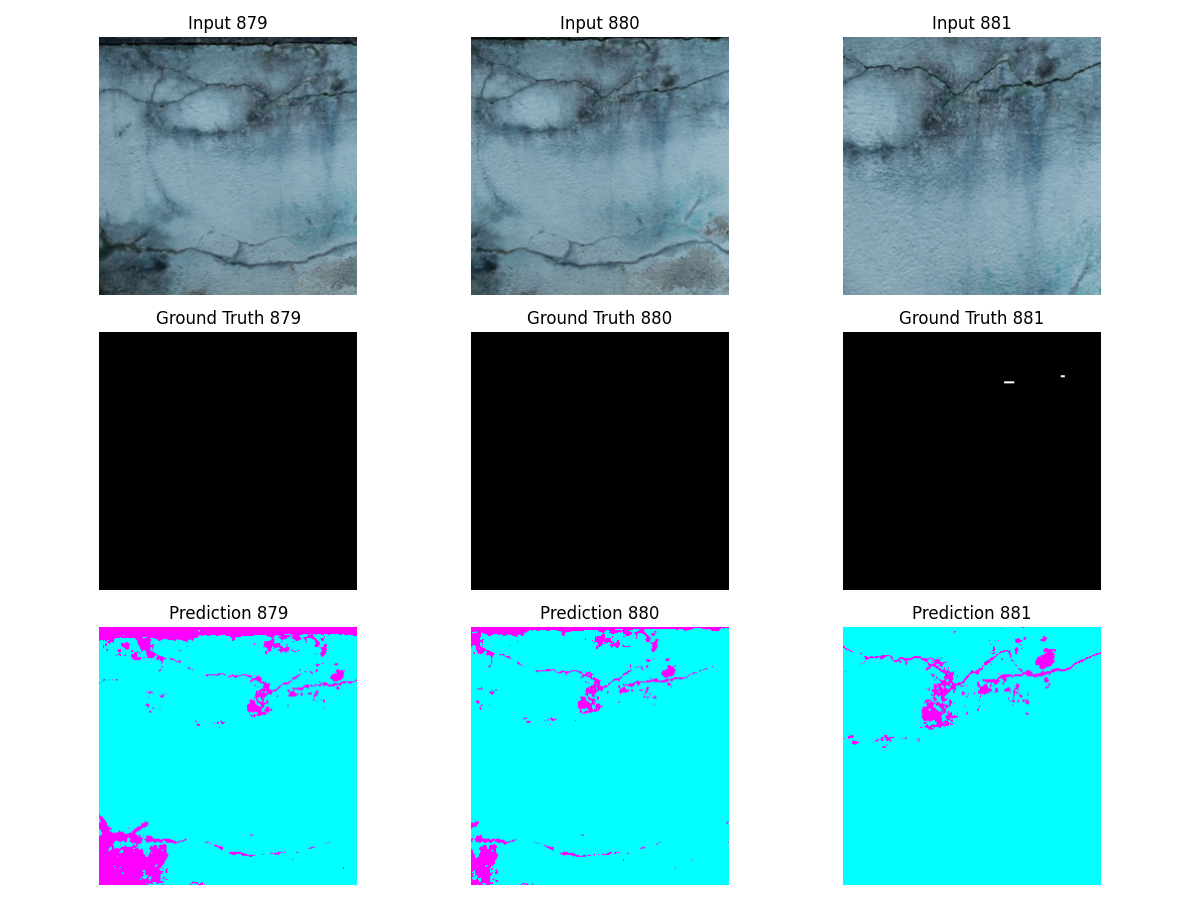 Input 879
Input 880
Input 881
Ground Truth 879
Ground Truth 880
Ground Truth 881
Prediction 879
Prediction 880
Prediction 881